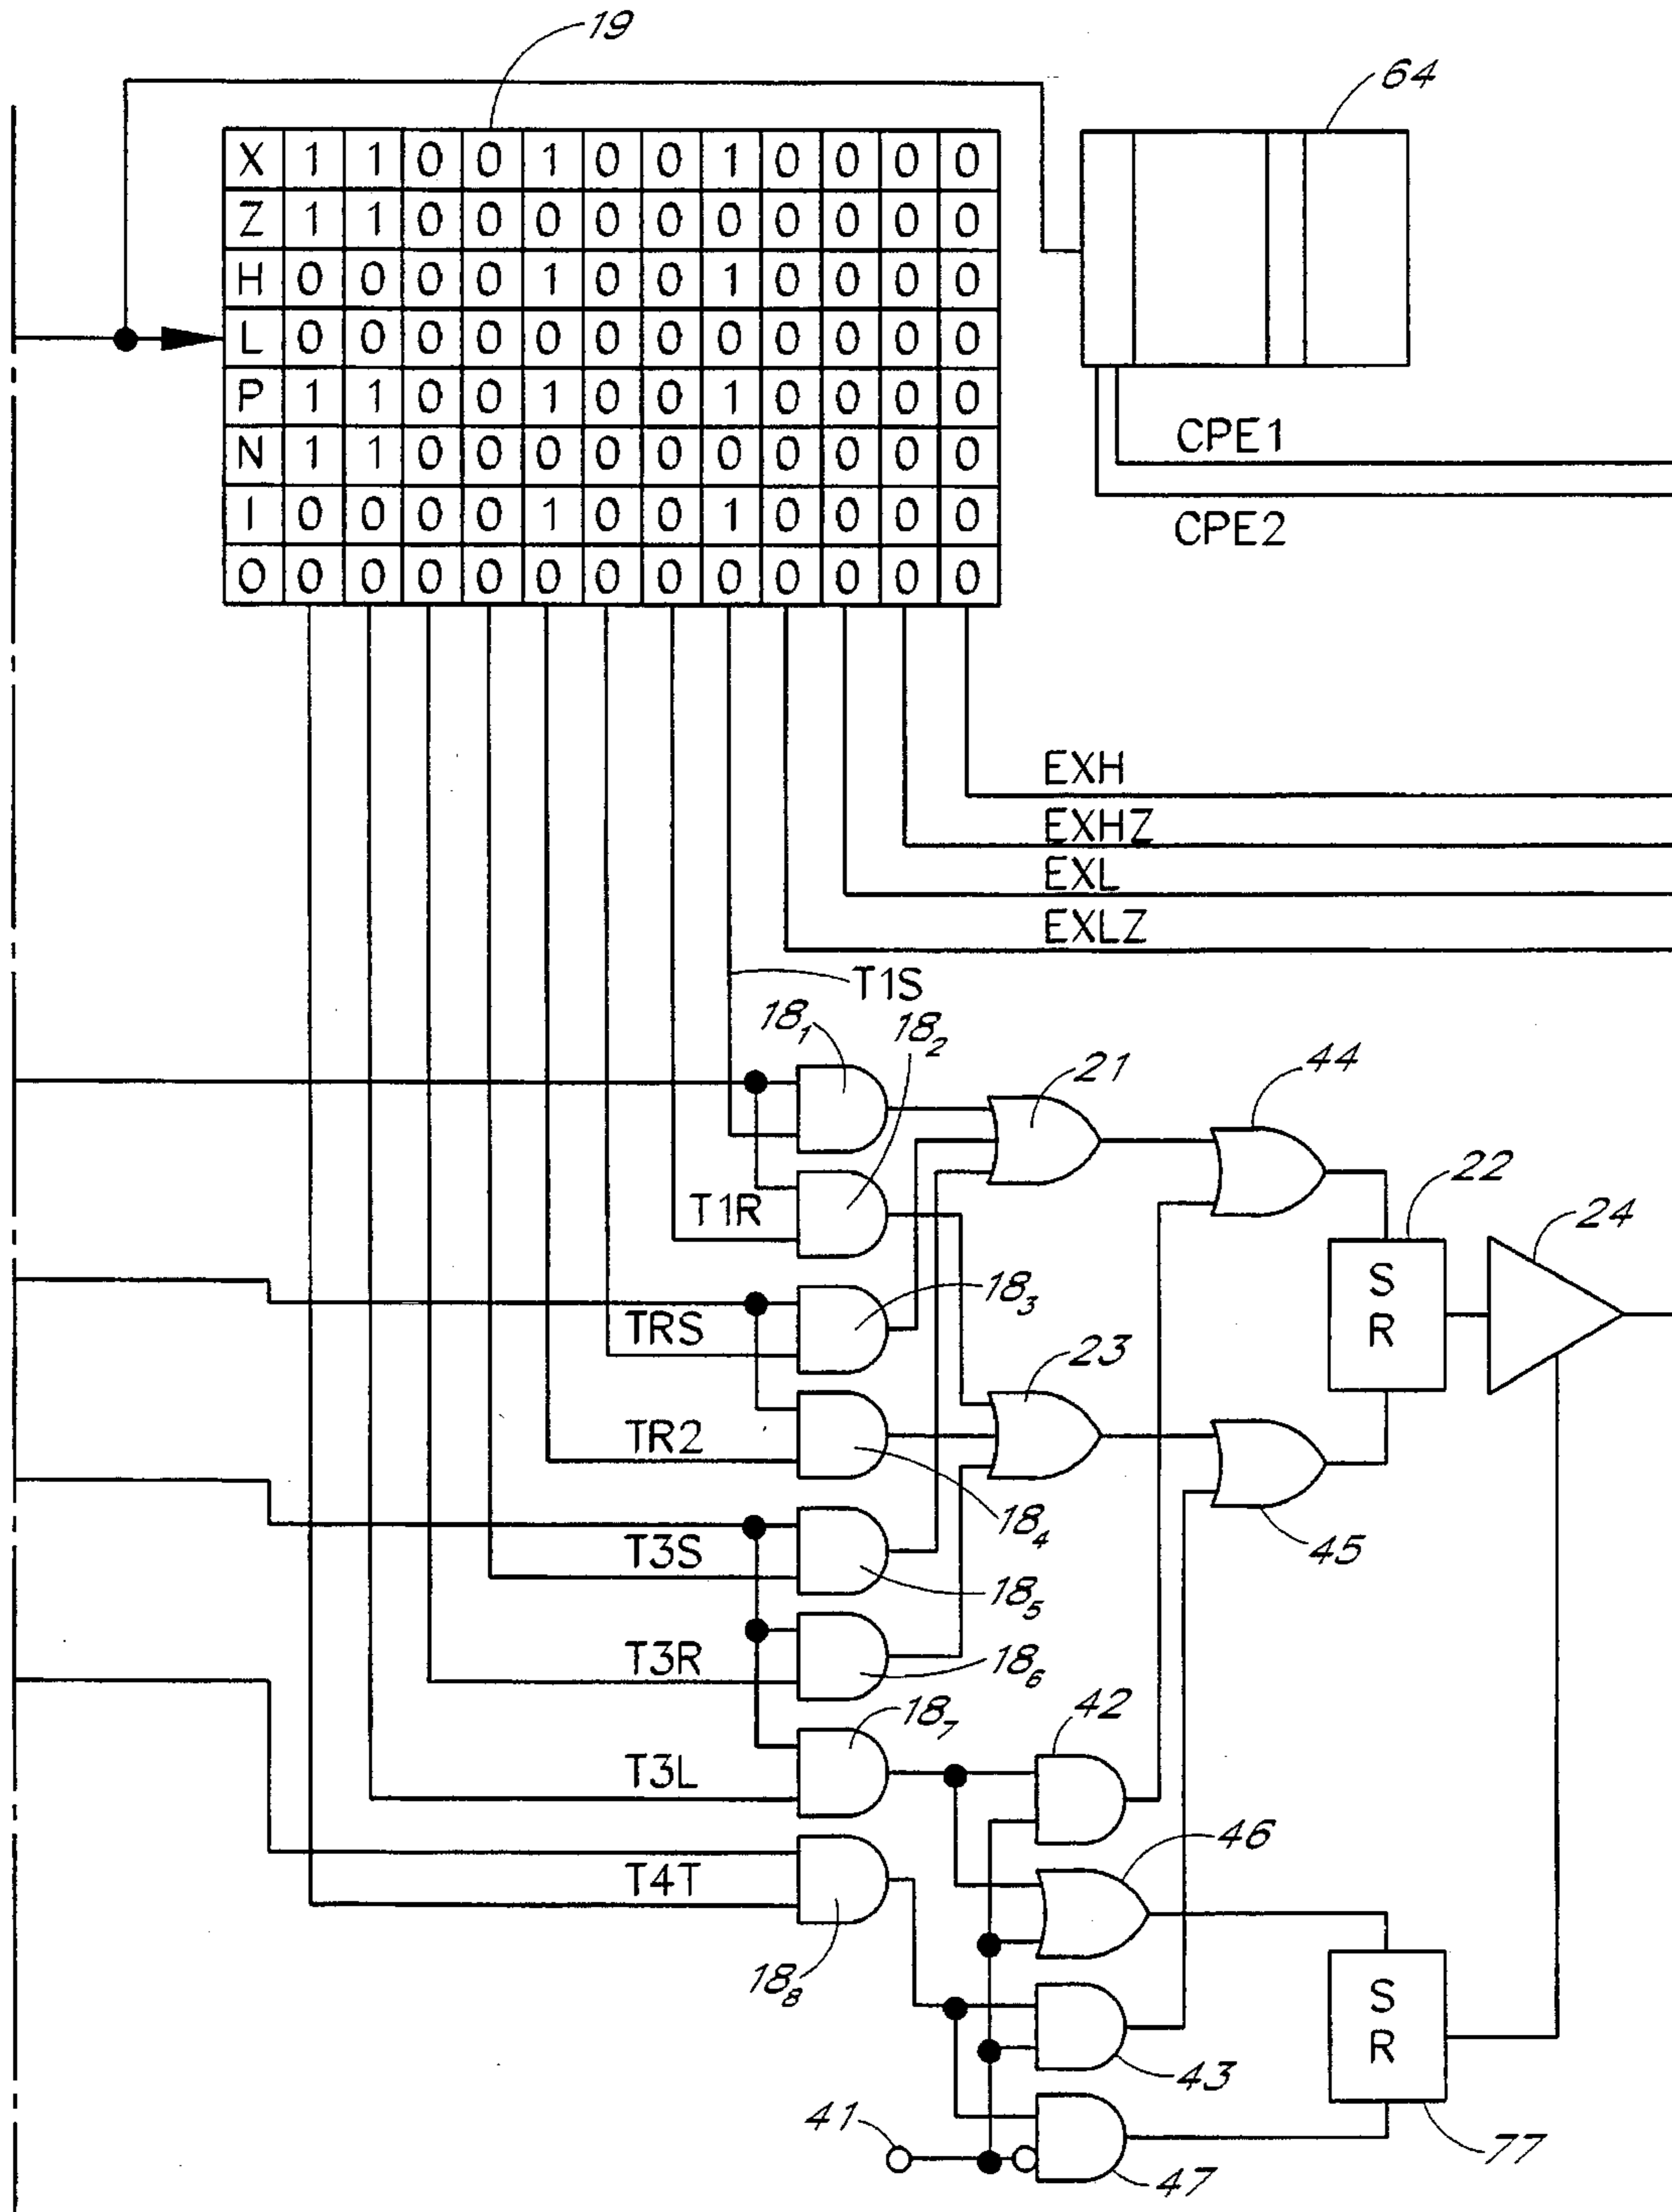 19
64
X 1 1 0 0 1 0 0 1 0 0 0 0
Z 1 1 0 0 0 0 0 0 0 0 0 0
H 0 0 0 0 1 0 0 1 0 0 0 0
L 0 0 0 0 0 0 0 0 0 0 0 0
P 1 1 0 0 1 0 0 1 0 0 0 0
N 1 1 0 0 0 0 0 0 0 0 0 0
I 0 0 0 0 1 0 0 1 0 0 0 0
O 0 0 0 0 0 0 0 0 0 0 0 0
CPE1
CPE2
EXH
EXHZ
EXL
EXLZ
T1S
18₁
18₂
21
44
T1R
22
24
S
R
18₃
TRS
23
TR2
18₄
45
T3S
18₅
T3R
18₆
18₇
42
T3L
46
T4T
18₈
S
R
43
41
47
77